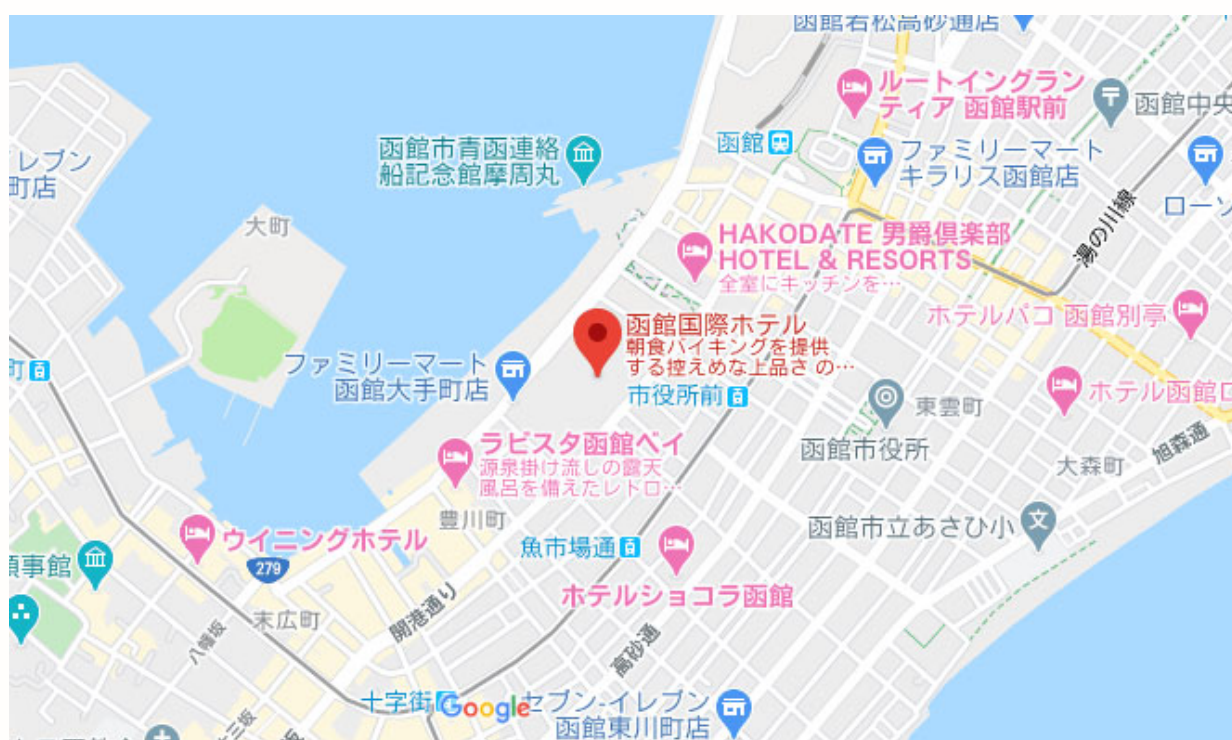 函館若松高砂通店
ルートイングラン
ティア 函館駅前
函館中央
函館
函館市青函連絡
船記念館摩周丸
ファミリーマート
キラリス函館店
イレブン
町店
ローソ
大町
湯の川線
HAKODATE 男爵倶楽部
HOTEL & RESORTS
全室にキッチンを…
函館国際ホテル
朝食バイキングを提供
する控えめな上品さ の…
ホテルパコ 函館別亭
ファミリーマート
函館大手町店
町
市役所前
東雲町
ホテル函館ロ
函館市役所
ラビスタ函館ベイ
源泉掛け流しの露天
風呂を備えたレトロ…
大森町
旭森通
豊川町
函館市立あさひ小
文
ウイニングホテル
魚市場通
領事館
279
ホテルショコラ函館
末広町
八幡坂
開港通り
高砂通
十字街
Google
セブン-イレブン
函館東川町店
十三坂
坂